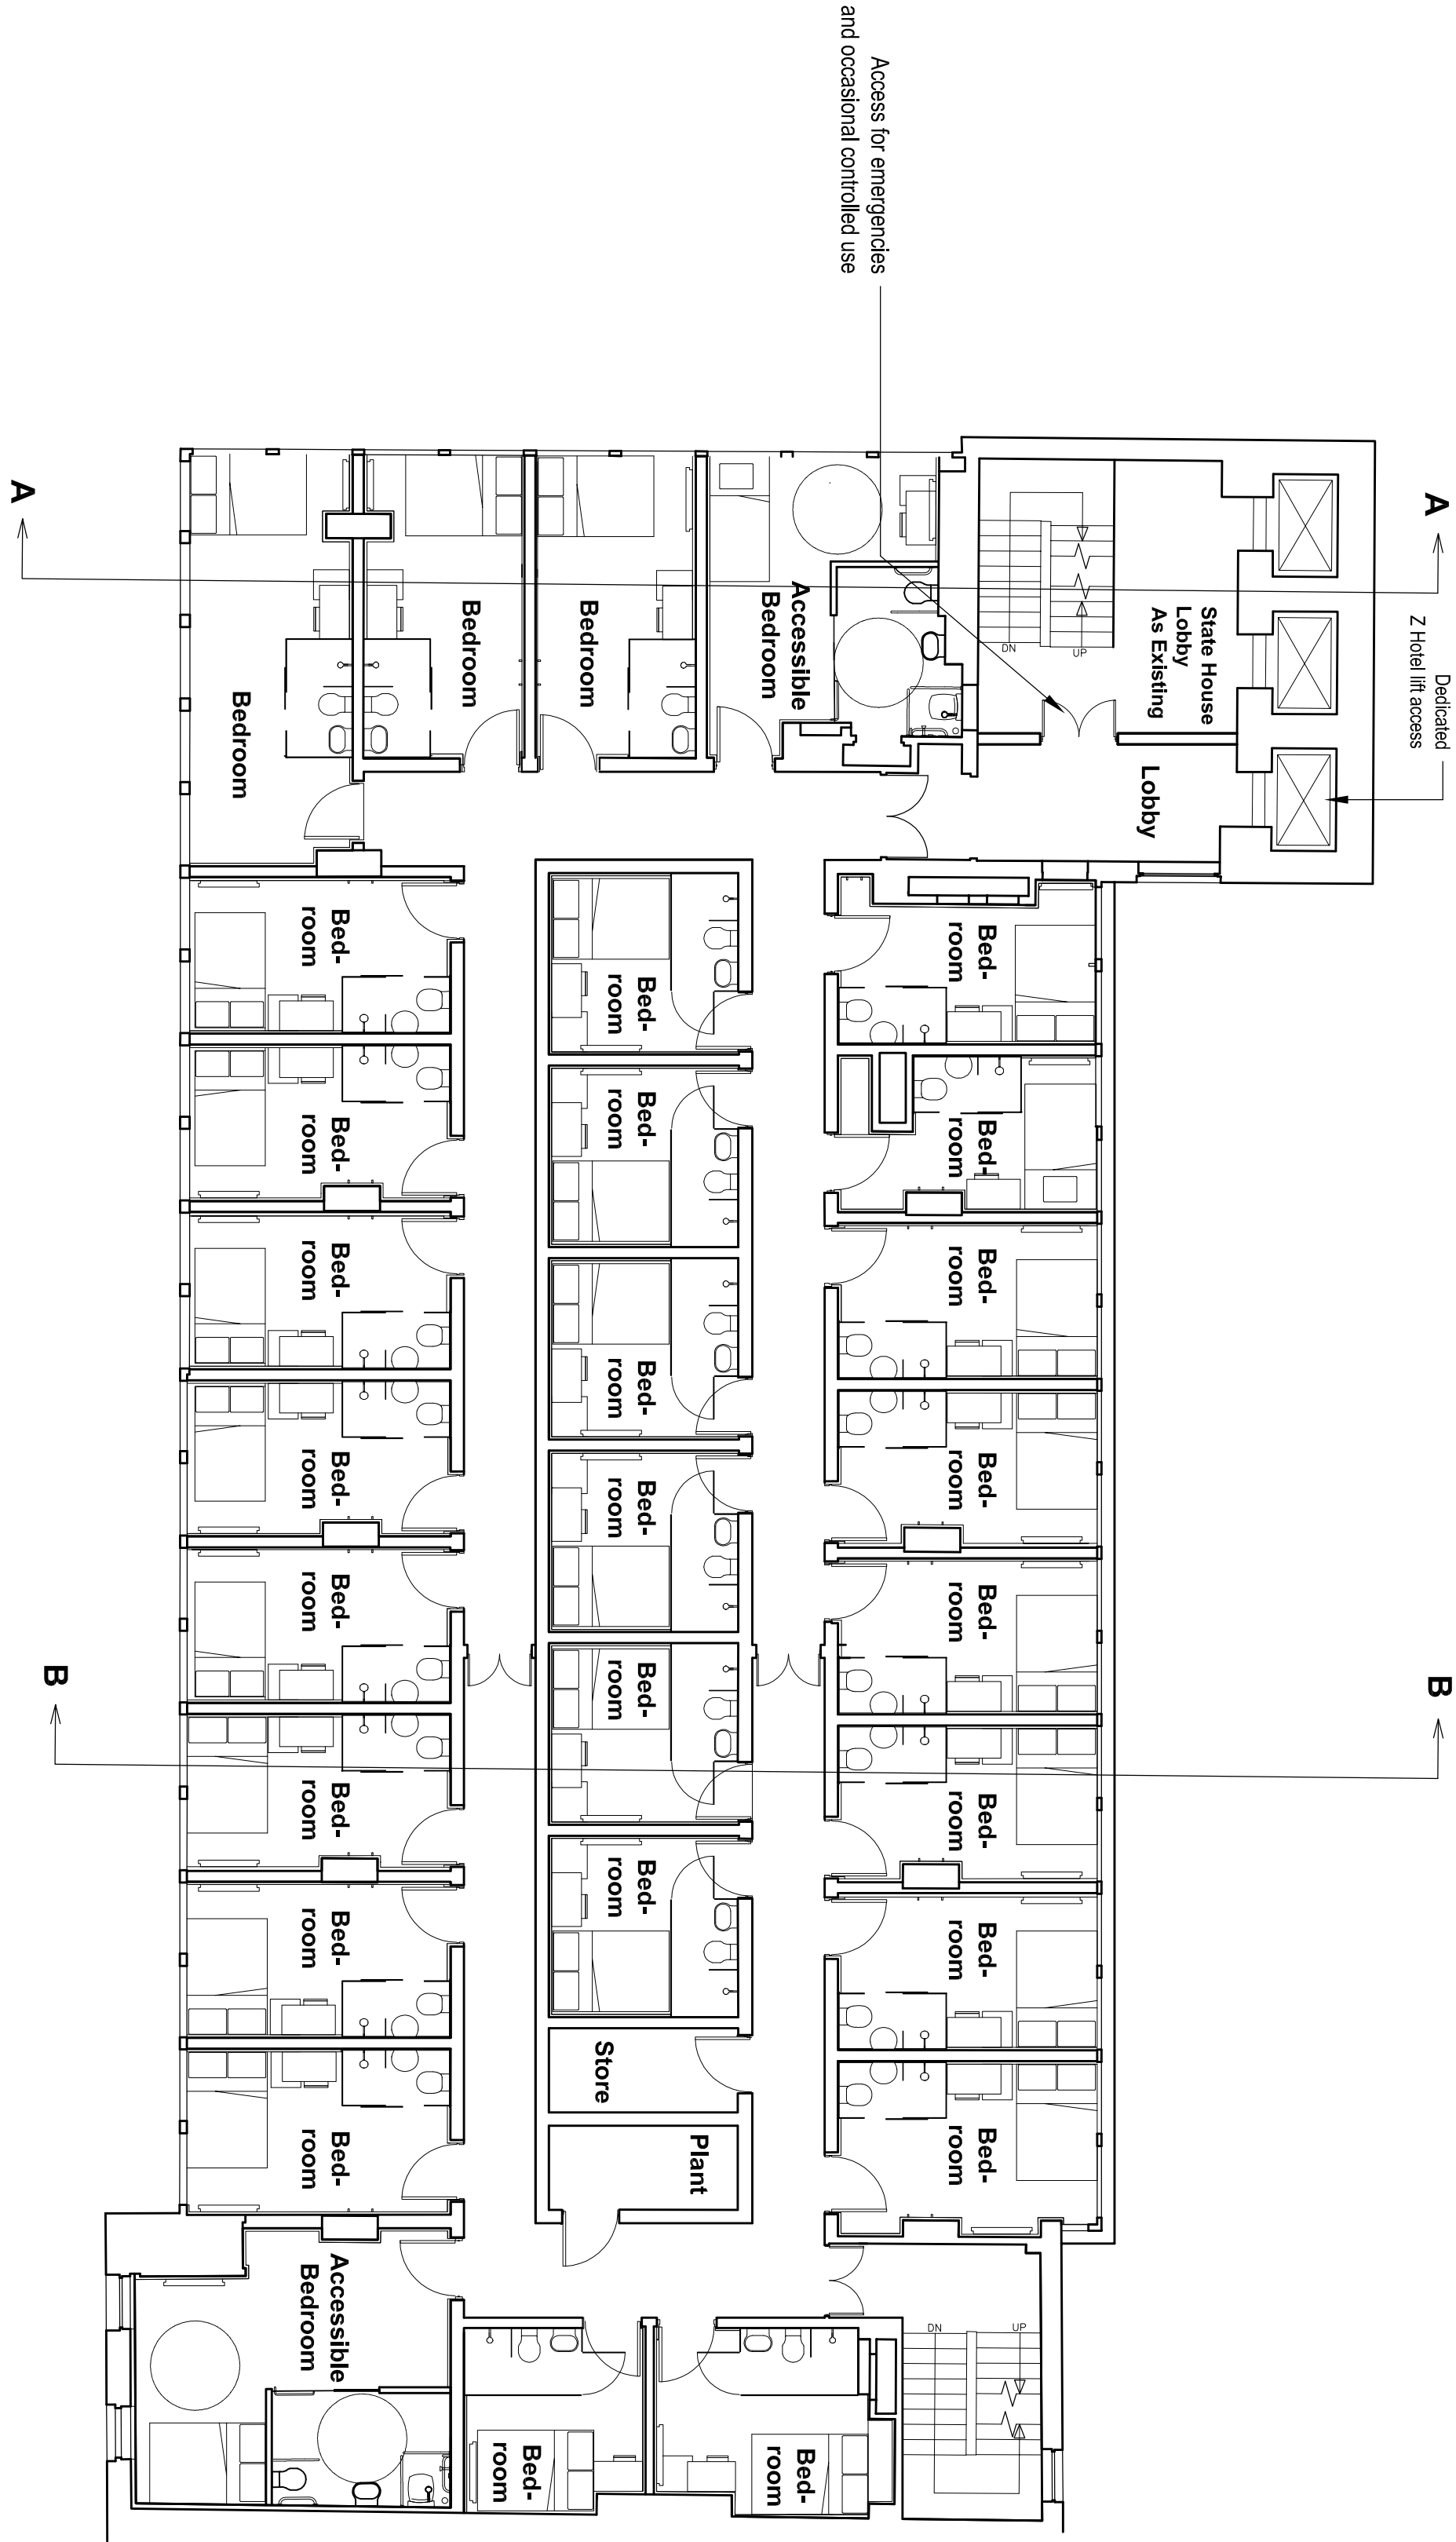 Access for emergencies
and occasional controlled use
A
A
Dedicated
Z Hotel lift access
State House
Lobby
As Existing
DN
UP
Lobby
Accessible
Bedroom
Bedroom
Bedroom
Bedroom
Bed-
room
Bed-
room
Bed-
room
Bed-
room
Bed-
room
Bed-
room
Bed-
room
Bed-
room
Bed-
room
Bed-
room
Bed-
room
Bed-
room
Bed-
room
Bed-
room
Bed-
room
Bed-
room
Bed-
room
Bed-
room
Bed-
room
Bed-
room
Bed-
room
Bed-
room
B
B
Store
Plant
Accessible
Bedroom
Bed-
room
Bed-
room
DN
UP